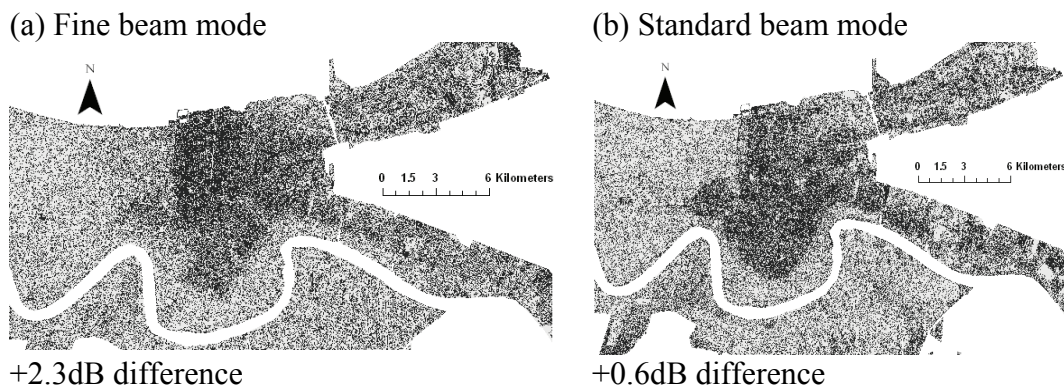 (a) Fine beam mode
(b) Standard beam mode
N
N
0 1.5 3 6 Kilometers
0 1.5 3 6 Kilometers
+2.3dB difference
+0.6dB difference